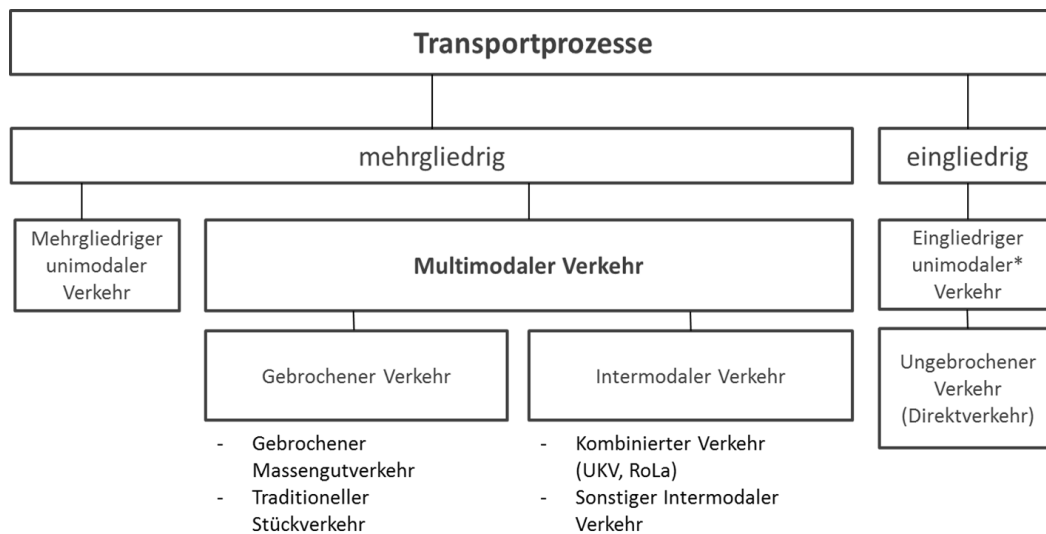 Transportprozesse
mehrgliedrig
eingliedrig
Mehrgliedriger
unimodaler
Verkehr
Multimodaler Verkehr
Eingliedriger
unimodaler*
Verkehr
Gebrochener Verkehr
Intermodaler Verkehr
Ungebrochener
Verkehr
(Direktverkehr)
- Gebrochener
Massengutverkehr
- Traditioneller
Stückverkehr
- Kombinierter Verkehr
(UKV, RoLa)
- Sonstiger Intermodaler
Verkehr